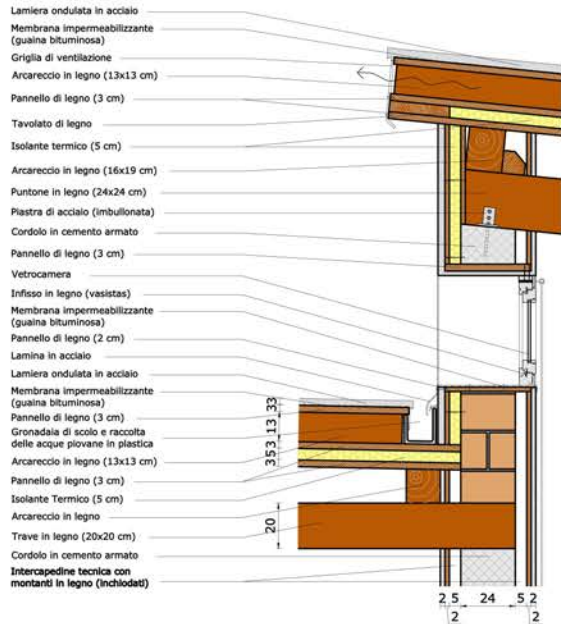 Lamiera ondulata in acciaio
Membrana impermeabilizzante
(guaina bituminosa)
Griglia di ventilazione
Arcareccio in legno (13x13 cm)
Pannello di legno (3 cm)
Tavolato di legno
Isolante termico (5 cm)
Arcareccio in legno (16x19 cm)
Puntone in legno (24x24 cm)
Piastra di acciaio (imbullonata)
Cordolo in cemento armato
Pannello di legno (3 cm)
Vetrocamera
Infisso in legno (vasistas)
Membrana impermeabilizzante
(guaina bituminosa)
Pannello di legno (2 cm)
Lamina in acciaio
Lamiera ondulata in acciaio
Membrana impermeabilizzante
(guaina bituminosa)
Pannello di legno (3 cm)
Gronadaia di scolo e raccolta
delle acque piovane in plastica
Arcareccio in legno (13x13 cm)
Pannello di legno (3 cm)
Isolante Termico (5 cm)
Arcareccio in legno
Trave in legno (20x20 cm)
Cordolo in cemento armato
Intercapedine tecnica con
montanti in legno (inchiodati)
35 3 13 33
20
2 5 24 5 2
2 2